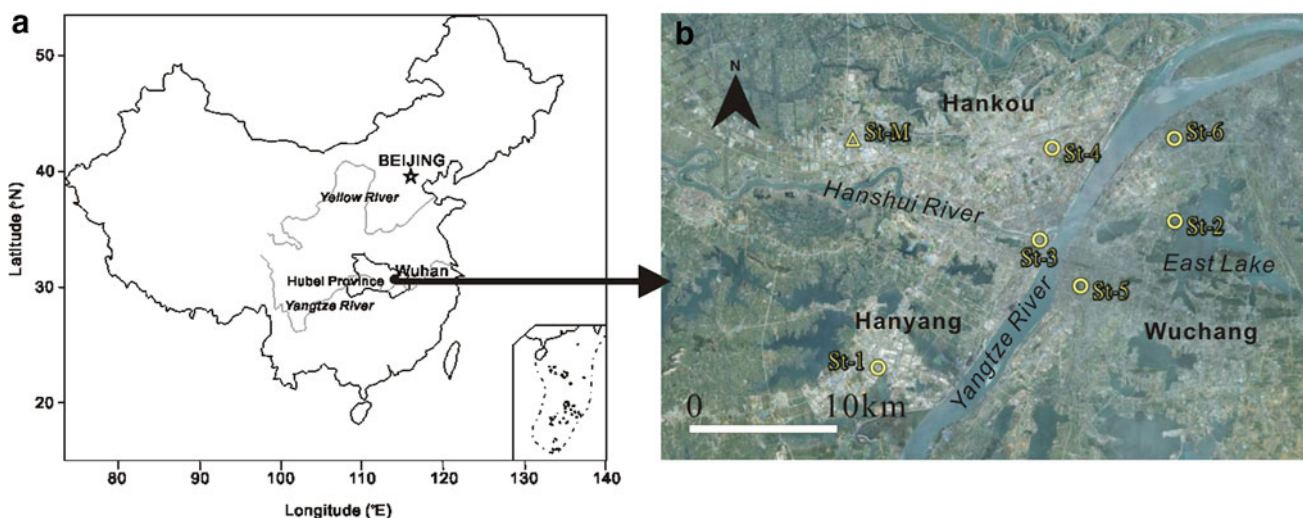 a
50
40
30
20
Latitude (°N)
80
90
100
110
120
130
140
Longitude (°E)
BEIJING
Yellow River
Wuhan
Hubei Province
Yangtze River
b
N
Hankou
St-M
St-4
St-6
Hanshui River
St-2
St-3
East Lake
St-5
Hanyang
Wuchang
St-1
Yangtze River
0
10km